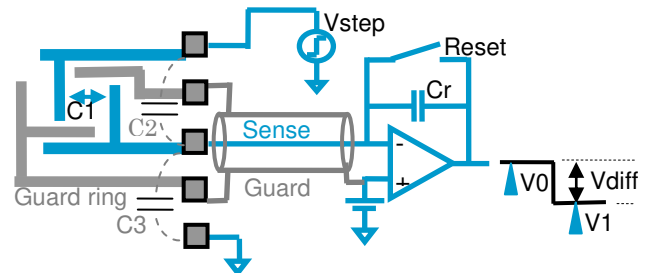 Vstep
Reset
C1
C2
Cr
Sense
-
+
V0
Vdiff
Guard ring
Guard
C3
V1